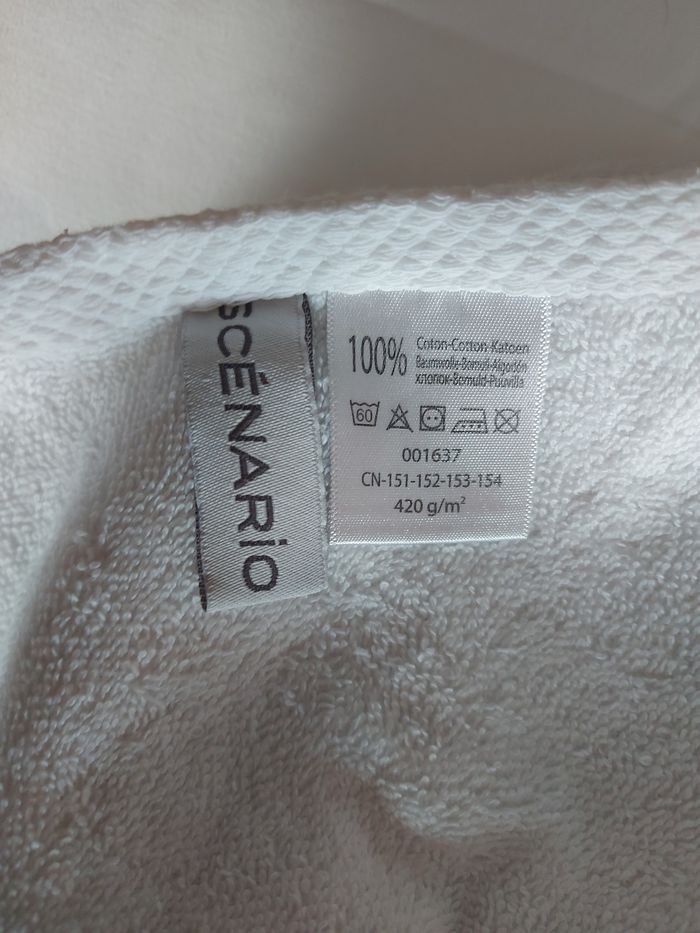 SCÉNARIO
100% Coton-Cotton Katoen
Baumwolle-Bomull-Algodón
хлопок-Bomuld-Puuvilla
60
001637
CN-151-152-153-154
420 g/m²